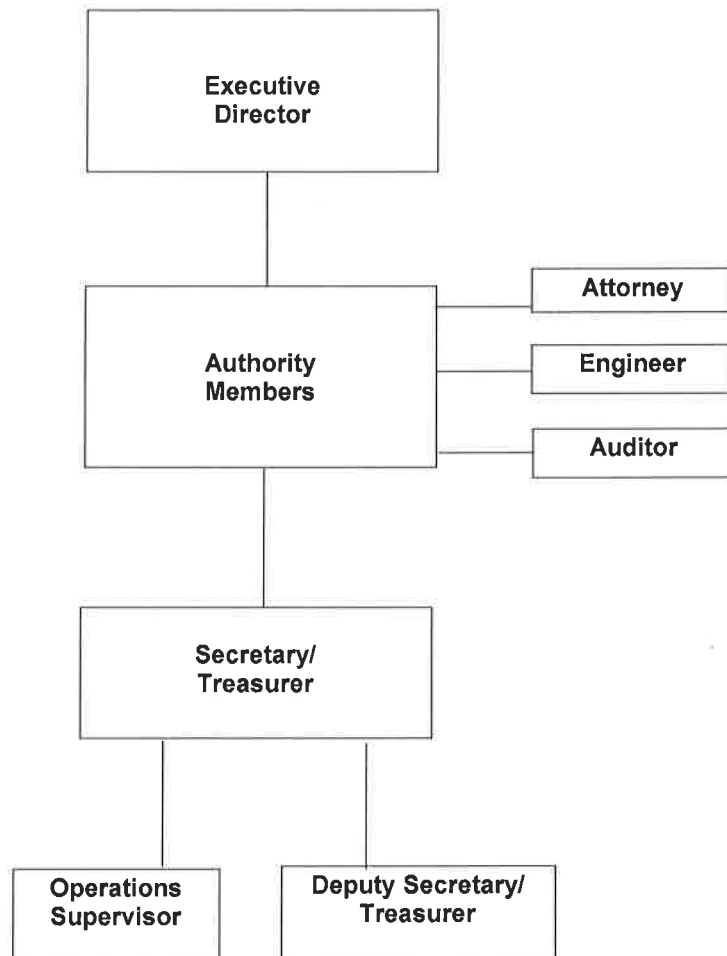 Executive
Director
Authority
Members
Attorney
Engineer
Auditor
Secretary/
Treasurer
Operations
Supervisor
Deputy Secretary/
Treasurer